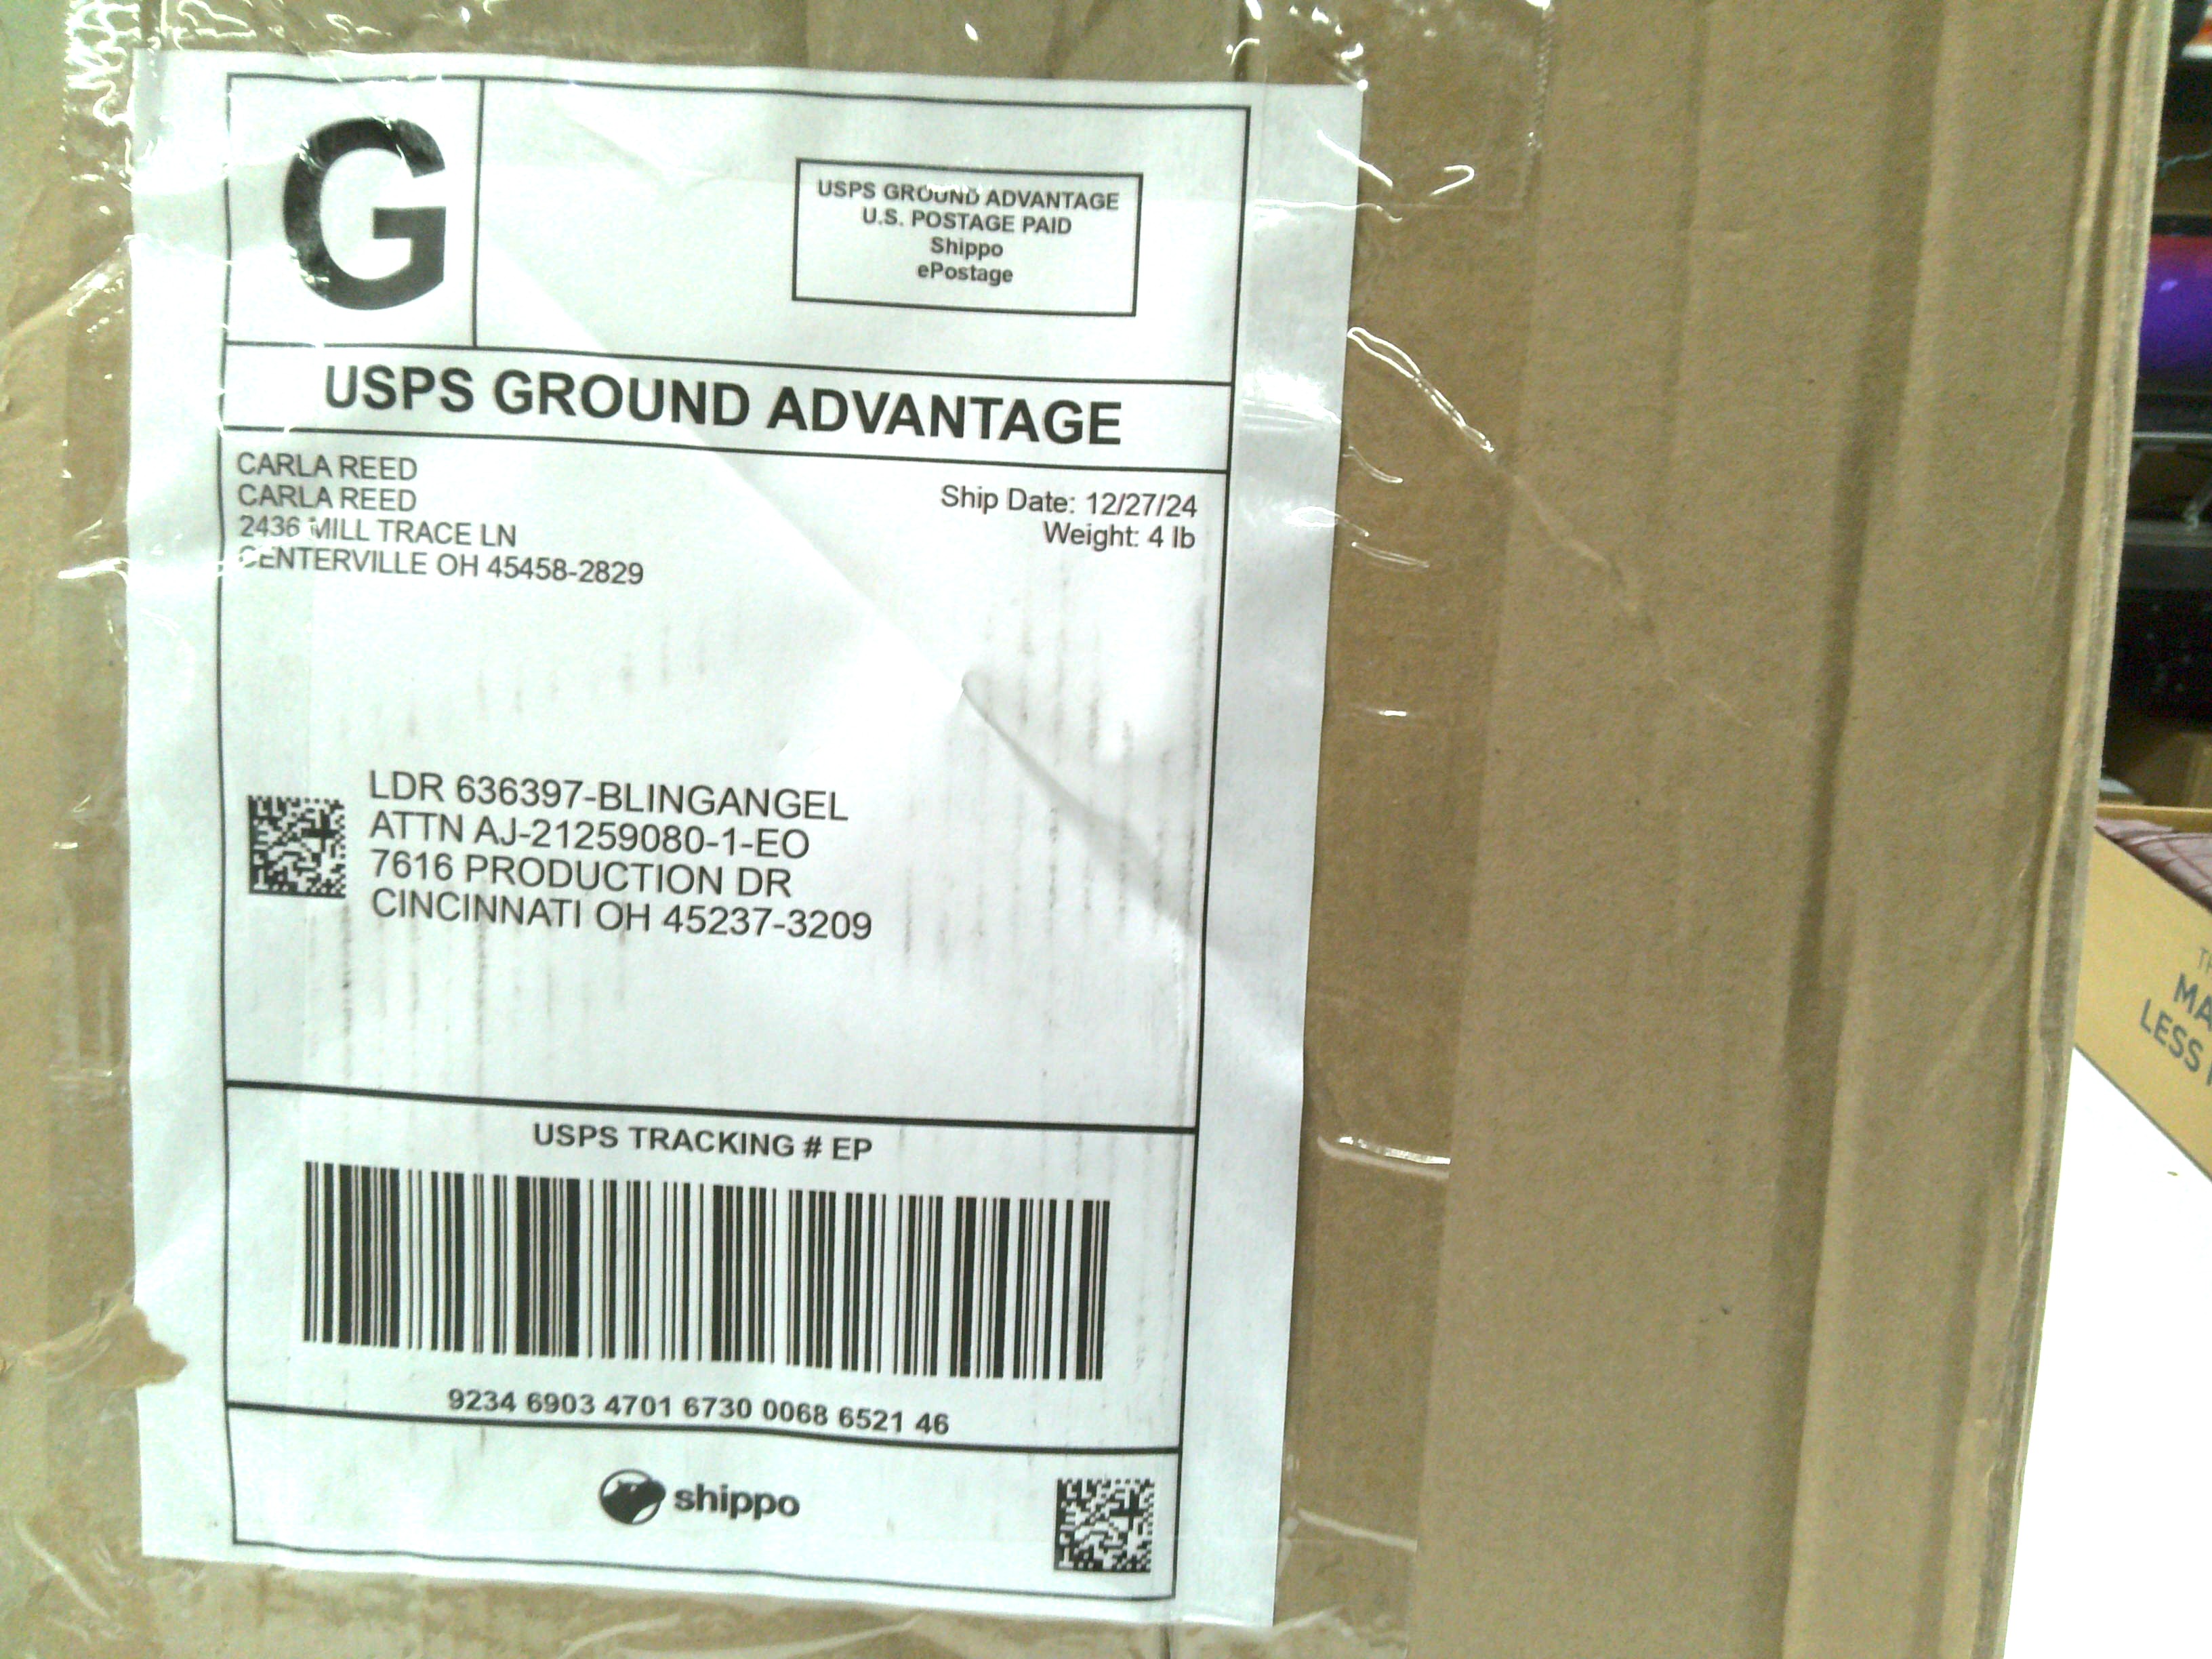 G
USPS GROUND ADVANTAGE
U.S. POSTAGE PAID
Shippo
ePostage
USPS GROUND ADVANTAGE
CARLA REED
CARLA REED
2436 MILL TRACE LN
CENTERVILLE OH 45458-2829
Ship Date: 12/27/24
Weight: 4 lb
LDR 636397-BLINGANGEL
ATTN AJ-21259080-1-EO
7616 PRODUCTION DR
CINCINNATI OH 45237-3209
USPS TRACKING # EP
9234 6903 4701 6730 0068 6521 46
shippo
LESS